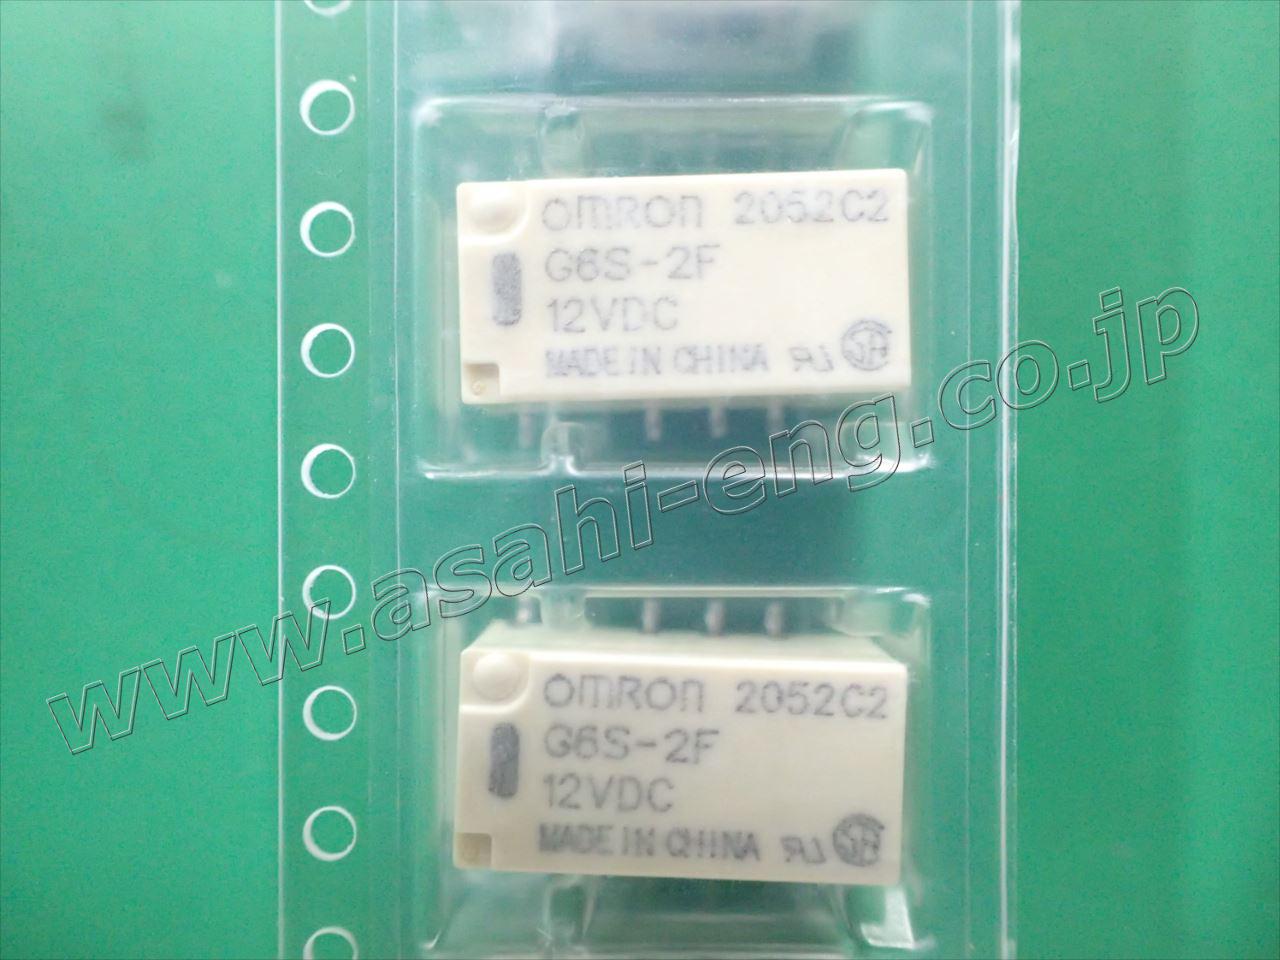 OMRON 2052C2
G6S-2F
12VDC
MADE IN CHINA
www.asahi-eng.co.jp
OMRON 2052C2
G6S-2F
12VDC
MADE IN CHINA